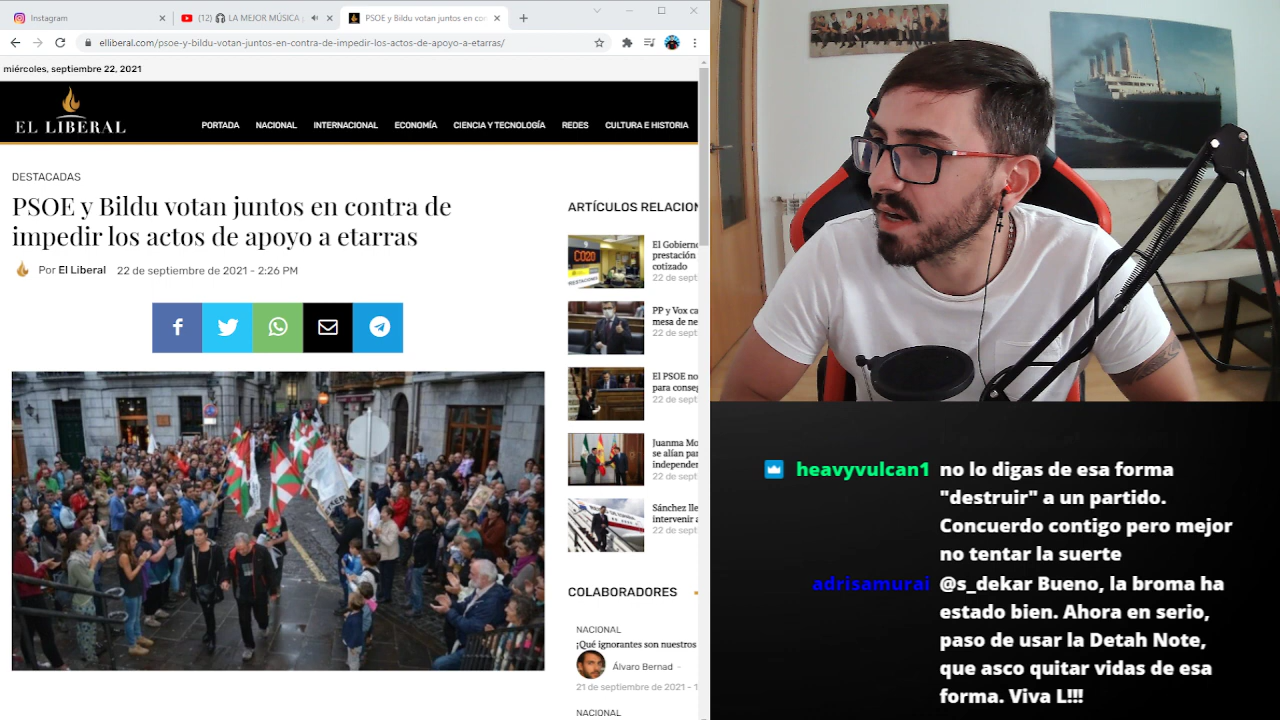 Instagram
(12) 🎧 LA MEJOR MÚSICA
PSOE y Bildu votan juntos en con
elliberal.com/psoe-y-bildu-votan-juntos-en-contra-de-impedir-los-actos-de-apoyo-a-etarras/
miércoles, septiembre 22, 2021
EL LIBERAL
PORTADA NACIONAL INTERNACIONAL ECONOMÍA CIENCIA Y TECNOLOGÍA REDES CULTURA E HISTORIA
DESTACADAS
PSOE y Bildu votan juntos en contra de
impedir los actos de apoyo a etarras
Por El Liberal 22 de septiembre de 2021 - 2:26 PM
ARTÍCULOS RELACION
El Gobierno
prestación
cotizado
22 de sept
PP y Vox ca
mesa de ne
22 de sept
El PSOE no
para conseg
22 de sept
Juanma Mo
se alían par
independen
22 de sept
Sánchez lle
intervenir a
22 de sept
COLABORADORES
NACIONAL
¡Qué ignorantes son nuestros
Álvaro Bernad –
21 de septiembre de 2021 - 1
NACIONAL
heavyvulcan1 no lo digas de esa forma
"destruir" a un partido.
Concuerdo contigo pero mejor
no tentar la suerte
adrisamurai @s_dekar Bueno, la broma ha
estado bien. Ahora en serio,
paso de usar la Detah Note,
que asco quitar vidas de esa
forma. Viva L!!!